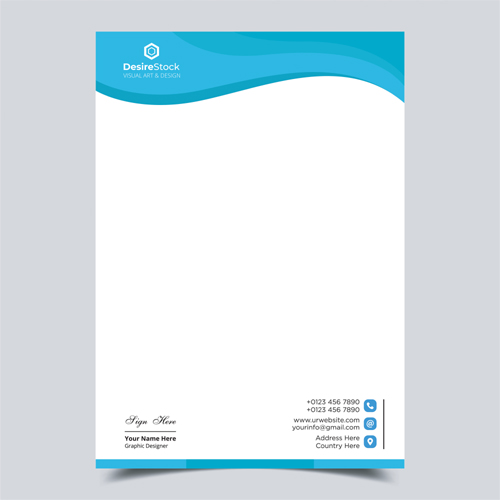 DesireStock
VISUAL ART & DESIGN
+0123 456 7890
+0123 456 7890
www.urwebsite.com
yourinfo@gmail.com
Address Here
Country Here
Sign Here
Your Name Here
Graphic Designer